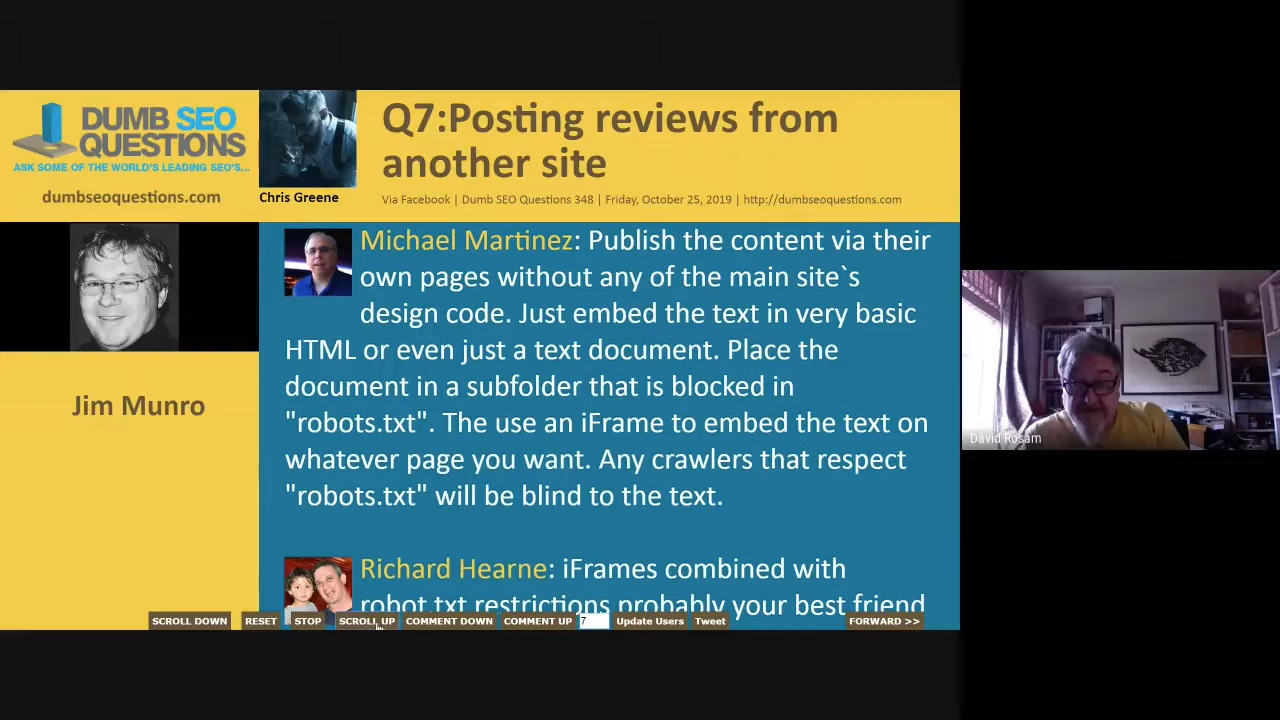 DUMB SEO
QUESTIONS
ASK SOME OF THE WORLD'S LEADING SEO'S...
dumbseoquestions.com
Chris Greene
Q7:Posting reviews from
another site
Via Facebook | Dumb SEO Questions 348 | Friday, October 25, 2019 | http://dumbseoquestions.com
Jim Munro
Michael Martinez: Publish the content via their
own pages without any of the main site`s
design code. Just embed the text in very basic
HTML or even just a text document. Place the
document in a subfolder that is blocked in
"robots.txt". The use an iFrame to embed the text on
whatever page you want. Any crawlers that respect
"robots.txt" will be blind to the text.
Richard Hearne: iFrames combined with
robot.txt restrictions probably your best friend
SCROLL DOWN RESET STOP SCROLL UP COMMENT DOWN COMMENT UP 7 Update Users Tweet FORWARD >>
David Rosam